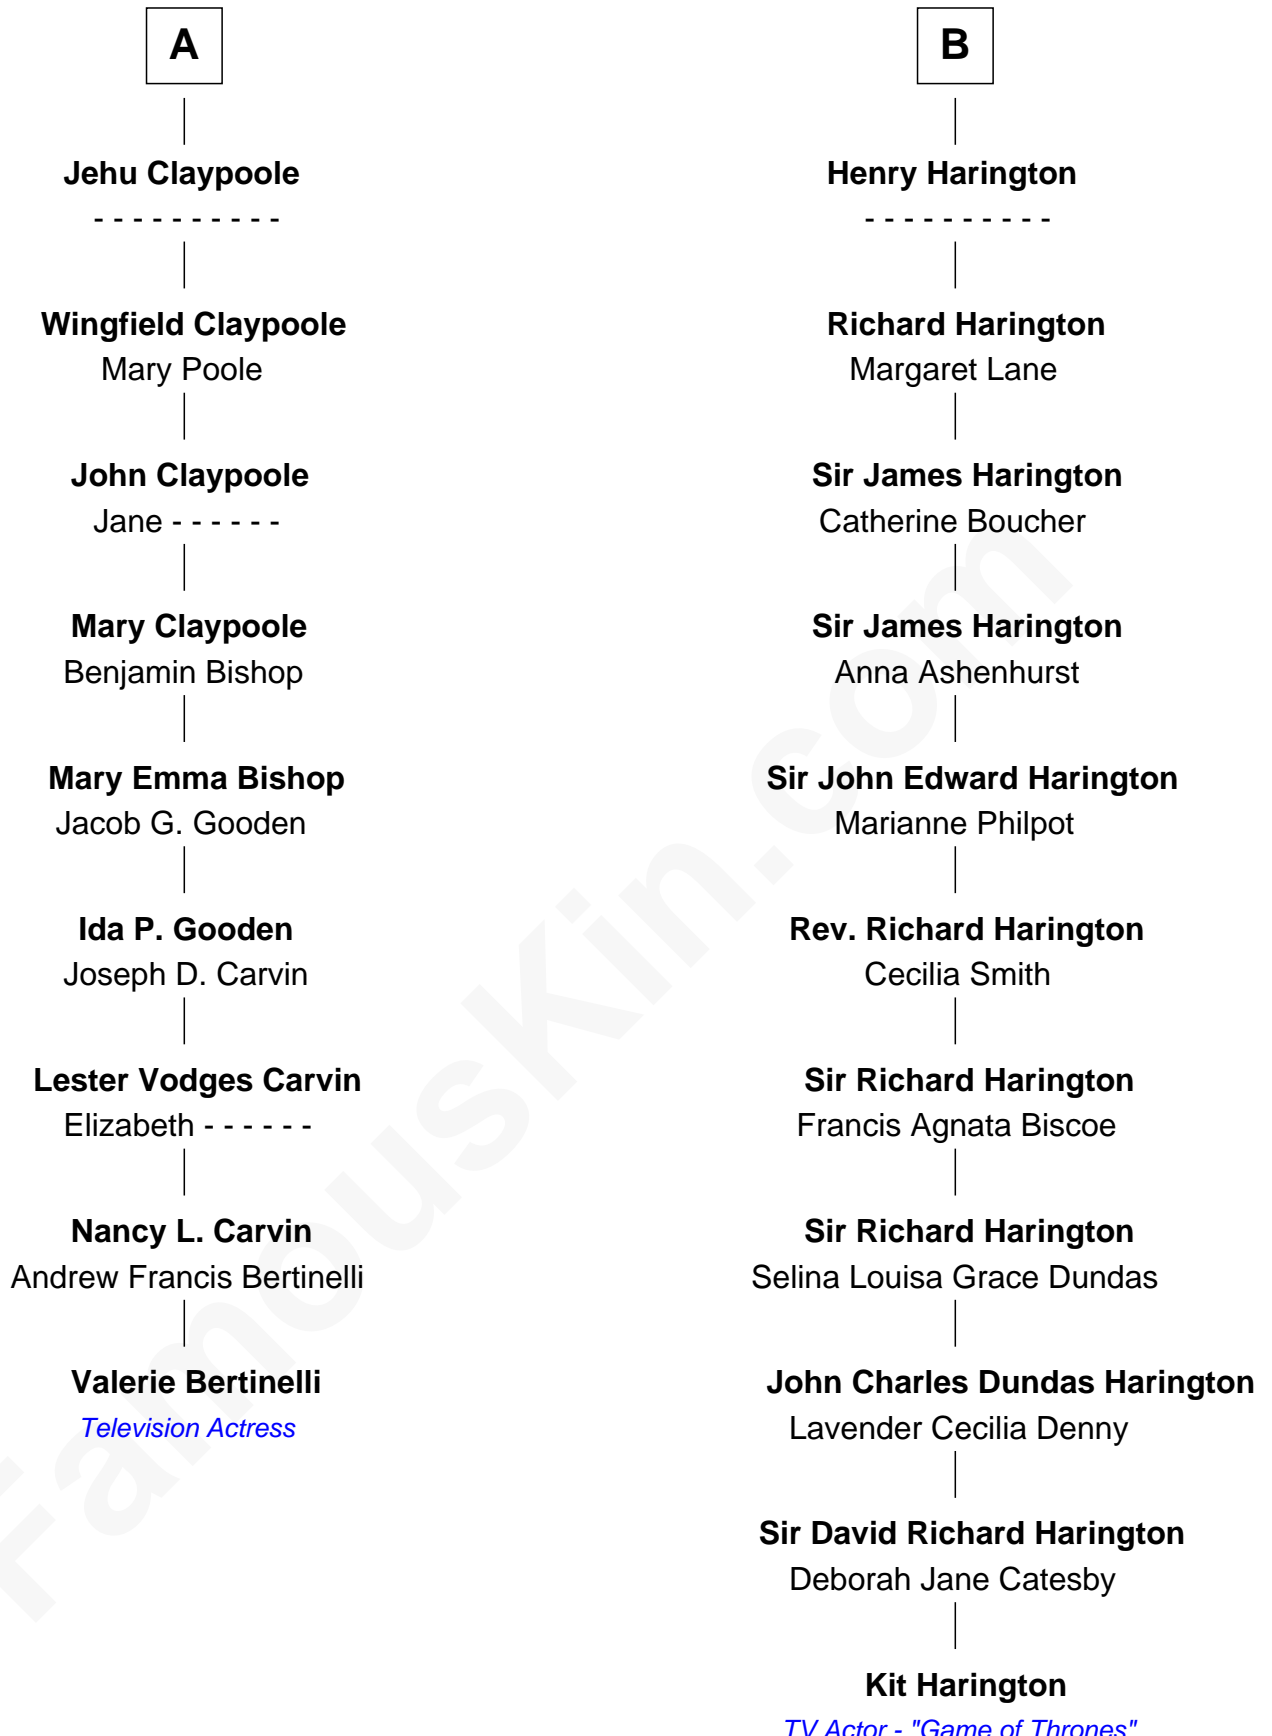 A
Jehu Claypoole
- - - - - - - - - -
Wingfield Claypoole
Mary Poole
John Claypoole
Jane - - - - - -
Mary Claypoole
Benjamin Bishop
Mary Emma Bishop
Jacob G. Gooden
Ida P. Gooden
Joseph D. Carvin
Lester Vodges Carvin
Elizabeth - - - - - -
Nancy L. Carvin
Andrew Francis Bertinelli
Valerie Bertinelli
Television Actress
B
Henry Harington
- - - - - - - - - -
Richard Harington
Margaret Lane
Sir James Harington
Catherine Boucher
Sir James Harington
Anna Ashenhurst
Sir John Edward Harington
Marianne Philpot
Rev. Richard Harington
Cecilia Smith
Sir Richard Harington
Francis Agnata Biscoe
Sir Richard Harington
Selina Louisa Grace Dundas
John Charles Dundas Harington
Lavender Cecilia Denny
Sir David Richard Harington
Deborah Jane Catesby
Kit Harington
TV Actor - "Game of Thrones"
FamousKin.com